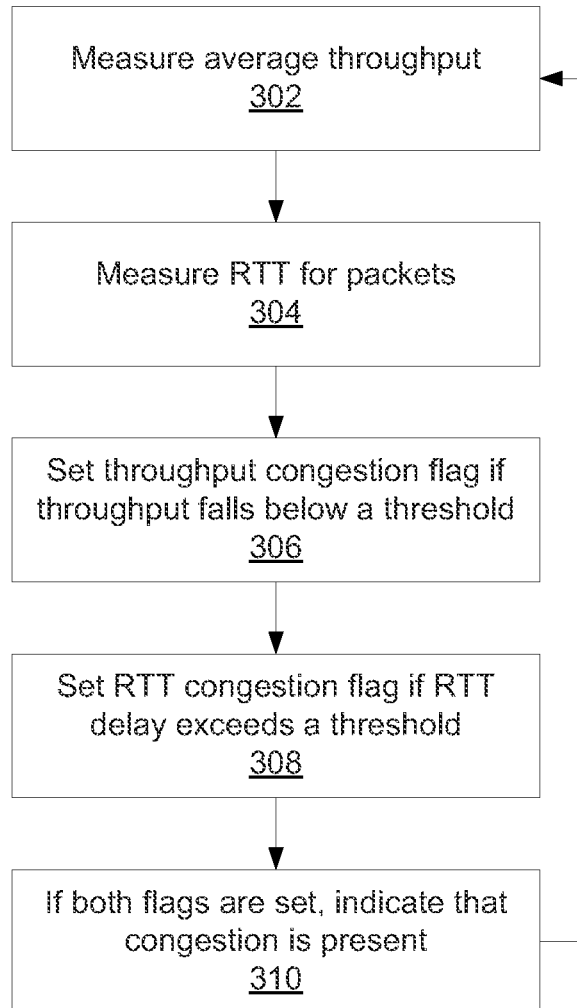 Measure average throughput
302
Measure RTT for packets
304
Set throughput congestion flag if
throughput falls below a threshold
306
Set RTT congestion flag if RTT
delay exceeds a threshold
308
If both flags are set, indicate that
congestion is present
310